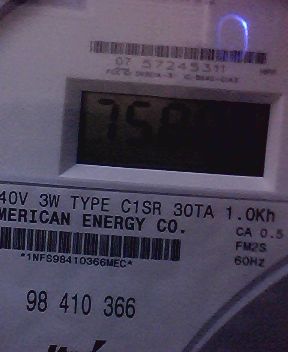 07 57245311
758
40V 3W TYPE C1SR 30TA 1.0Kh
MERICAN ENERGY CO.
CA 0.5
FM2S
60HZ
*1NFS98410366MEC*
98 410 366